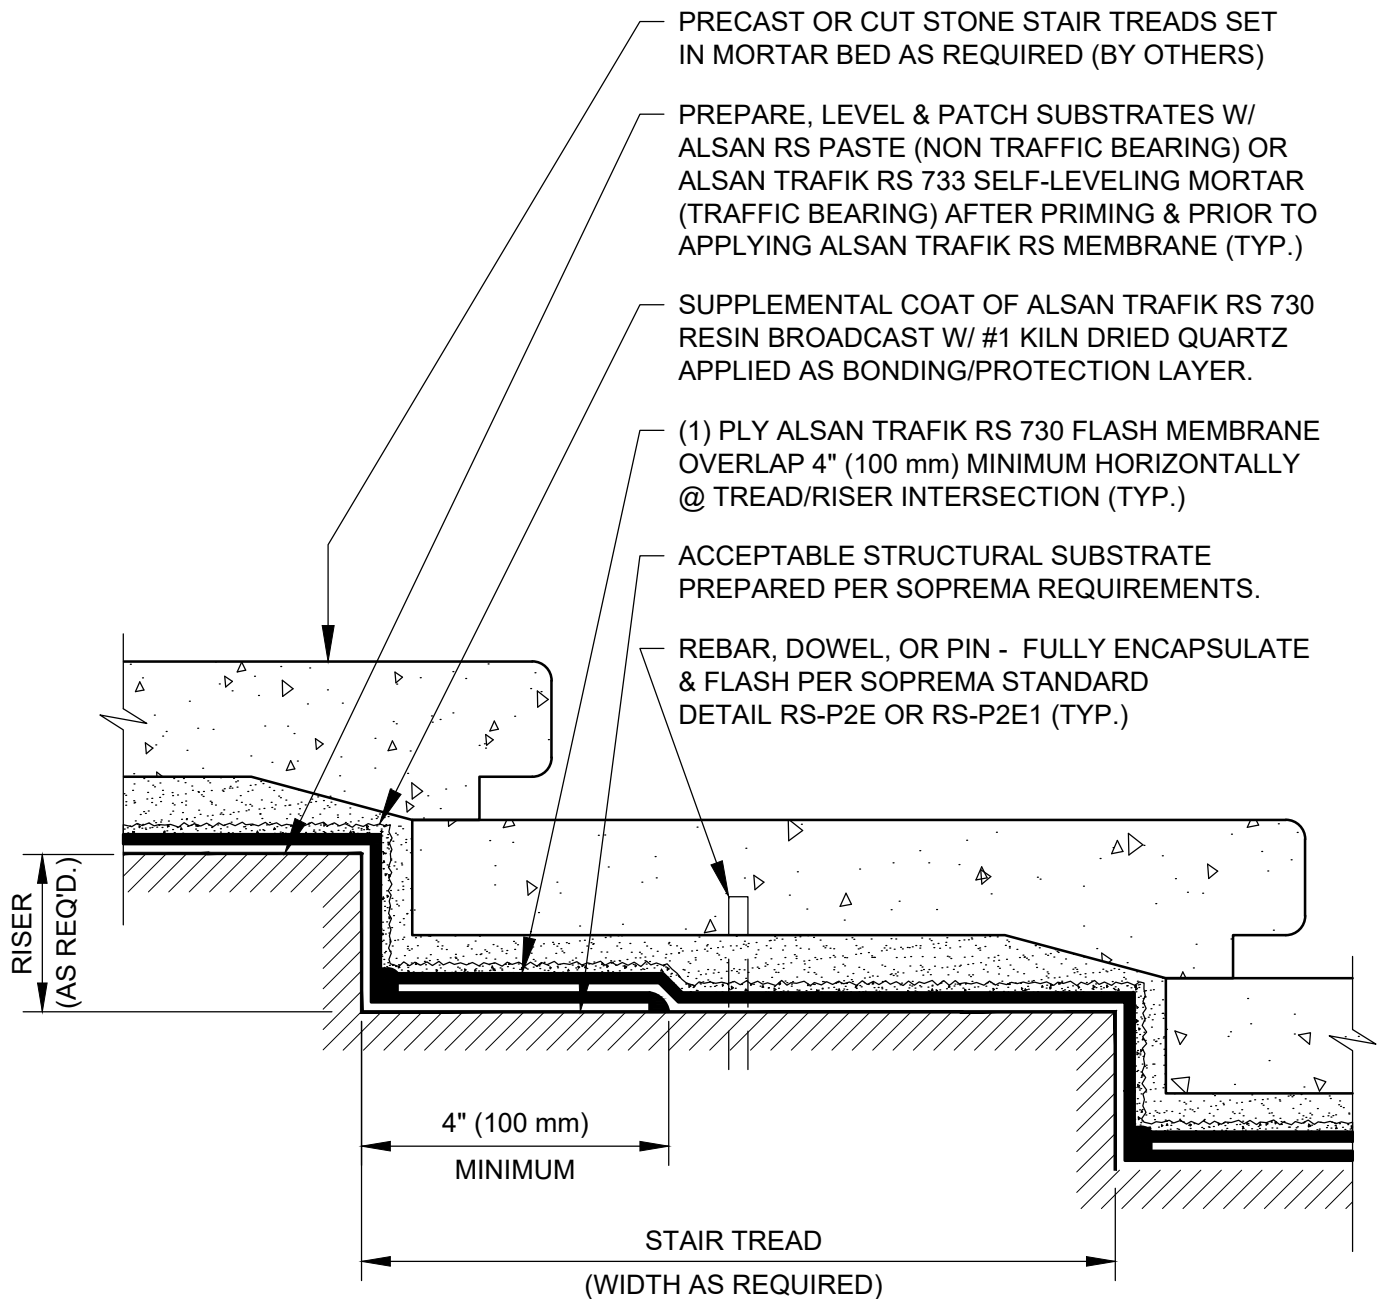 PRECAST OR CUT STONE STAIR TREADS SET
IN MORTAR BED AS REQUIRED (BY OTHERS)
PREPARE, LEVEL & PATCH SUBSTRATES W/
ALSAN RS PASTE (NON TRAFFIC BEARING) OR
ALSAN TRAFIK RS 733 SELF-LEVELING MORTAR
(TRAFFIC BEARING) AFTER PRIMING & PRIOR TO
APPLYING ALSAN TRAFIK RS MEMBRANE (TYP.)
SUPPLEMENTAL COAT OF ALSAN TRAFIK RS 730
RESIN BROADCAST W/ #1 KILN DRIED QUARTZ
APPLIED AS BONDING/PROTECTION LAYER.
(1) PLY ALSAN TRAFIK RS 730 FLASH MEMBRANE
OVERLAP 4" (100 mm) MINIMUM HORIZONTALLY
@ TREAD/RISER INTERSECTION (TYP.)
ACCEPTABLE STRUCTURAL SUBSTRATE
PREPARED PER SOPREMA REQUIREMENTS.
REBAR, DOWEL, OR PIN - FULLY ENCAPSULATE
& FLASH PER SOPREMA STANDARD
DETAIL RS-P2E OR RS-P2E1 (TYP.)
RISER
(AS REQ'D.)
4" (100 mm)
MINIMUM
STAIR TREAD
(WIDTH AS REQUIRED)